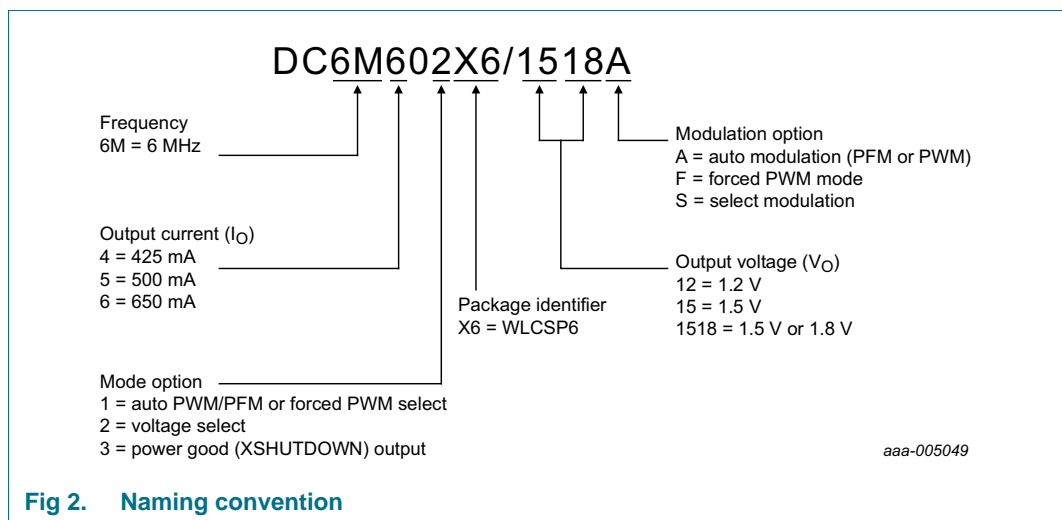 DC6M602X6/1518A
Frequency
6M = 6 MHz
Modulation option
A = auto modulation (PFM or PWM)
F = forced PWM mode
S = select modulation
Output current (IO)
4 = 425 mA
5 = 500 mA
6 = 650 mA
Output voltage (VO)
12 = 1.2 V
15 = 1.5 V
1518 = 1.5 V or 1.8 V
Package identifier
X6 = WLCSP6
Mode option
1 = auto PWM/PFM or forced PWM select
2 = voltage select
3 = power good (XSHUTDOWN) output
aaa-005049
Fig 2. Naming convention